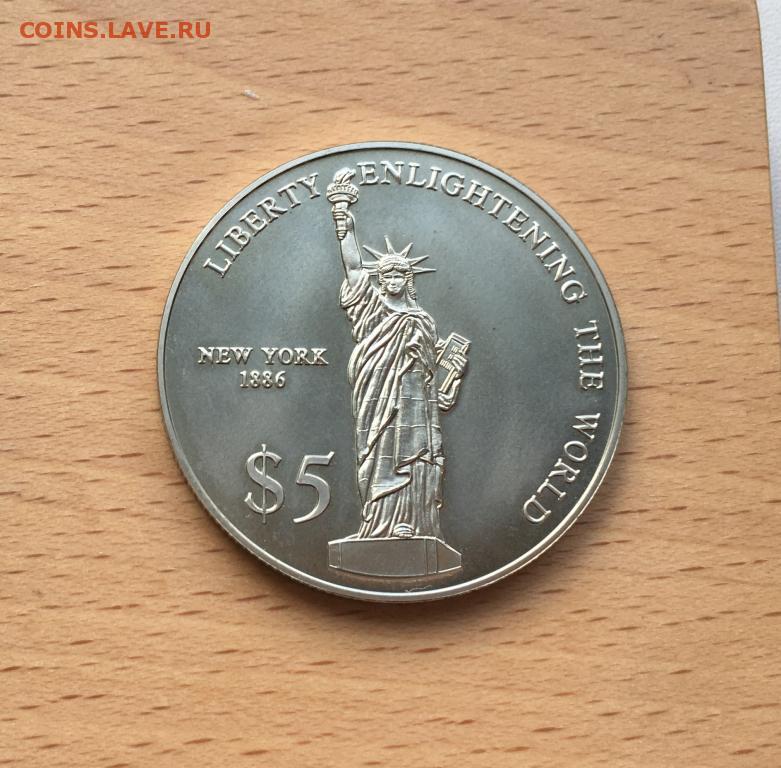 COINS.LAVE.RU
LIBERTY ENLIGHTENING THE WORLD
NEW YORK
1886
$5